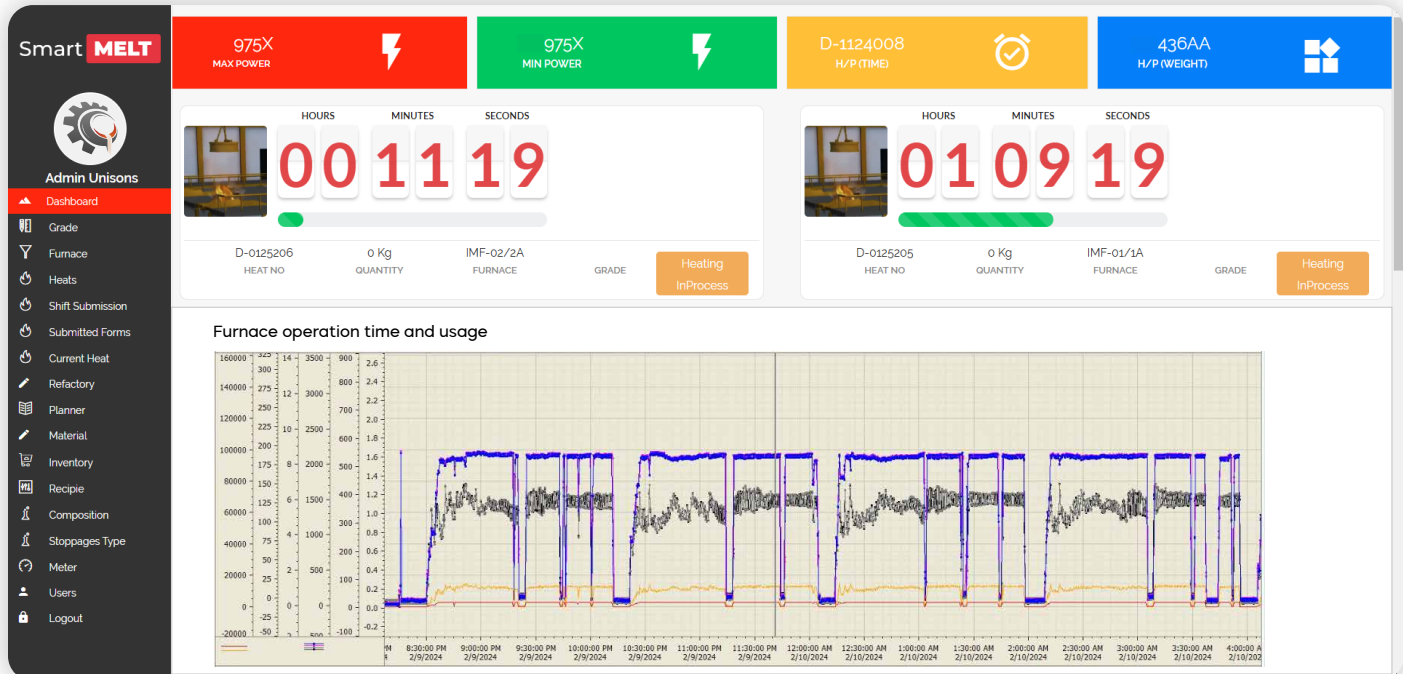 Smart MELT
Admin Unisons
Dashboard
Grade
Furnace
Heats
Shift Submission
Submitted Forms
Current Heat
Refactory
Planner
Material
Inventory
Recipie
Composition
Stoppages Type
Meter
Users
Logout
975X
MAX POWER
975X
MIN POWER
D-1124008
H/P (TIME)
436AA
H/P (WEIGHT)
HOURS MINUTES SECONDS
00 11 19
D-0125206 0 Kg IMF-02/2A
HEAT NO QUANTITY FURNACE GRADE
Heating
InProcess
HOURS MINUTES SECONDS
01 09 19
D-0125205 0 Kg IMF-01/1A
HEAT NO QUANTITY FURNACE GRADE
Heating
InProcess
Furnace operation time and usage
160000
140000
120000
100000
80000
60000
40000
20000
0
-20000
325
300
275
250
225
200
175
150
125
100
75
50
25
0
-25
-50
14
12
10
8
6
4
2
0
3500
3000
2500
2000
1500
1000
500
0
900
800
700
600
500
400
300
200
100
0
-100
2.6
2.4
2.2
2.0
1.8
1.6
1.4
1.2
1.0
0.8
0.6
0.4
0.2
0.0
-0.2
8:30:00 PM 9:00:00 PM 9:30:00 PM 10:00:00 PM 10:30:00 PM 11:00:00 PM 11:30:00 PM 12:00:00 AM 12:30:00 AM 1:00:00 AM 1:30:00 AM 2:00:00 AM 2:30:00 AM 3:00:00 AM 3:30:00 AM 4:00:00 A
2/9/2024 2/9/2024 2/9/2024 2/9/2024 2/9/2024 2/9/2024 2/9/2024 2/10/2024 2/10/2024 2/10/2024 2/10/2024 2/10/2024 2/10/2024 2/10/2024 2/10/2024 2/10/202